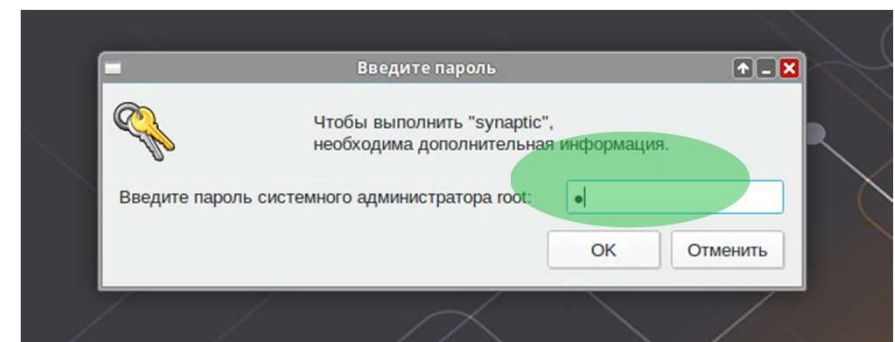 Введите пароль
Чтобы выполнить "synaptic",
необходима дополнительная информация.
Введите пароль системного администратора root:
OK
Отменить